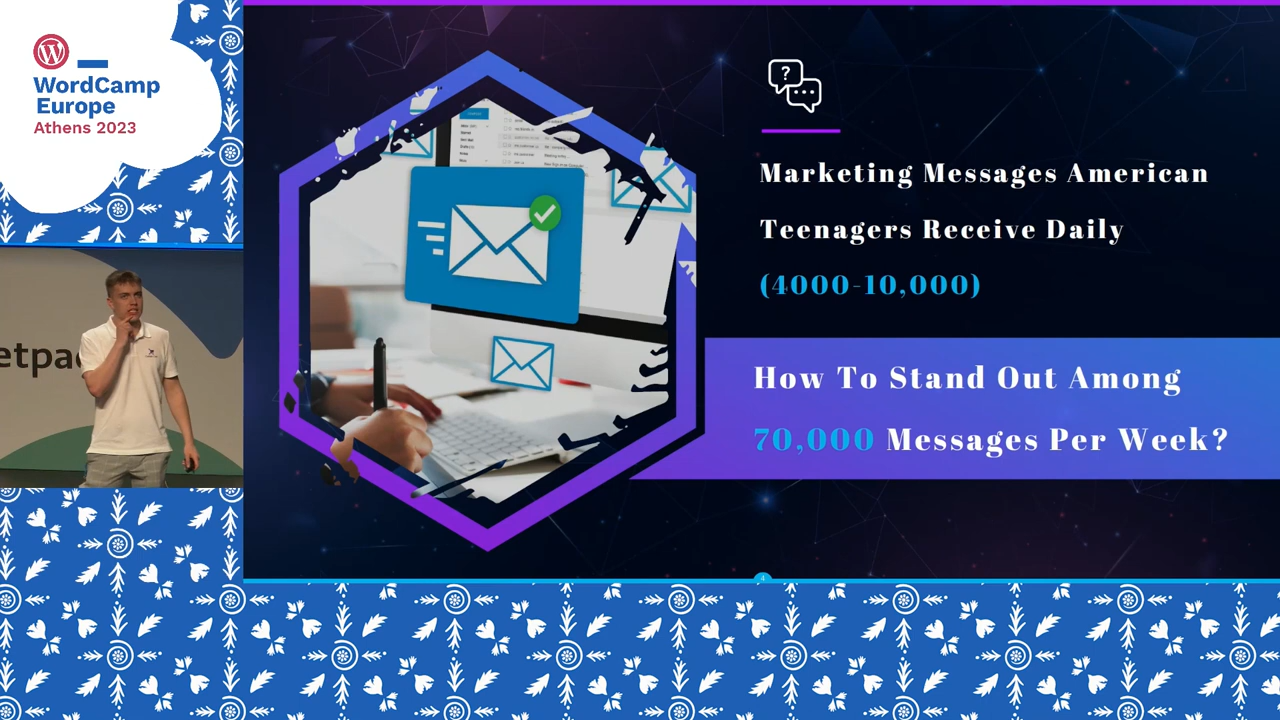 WordCamp
Europe
Athens 2023
etpac
Marketing Messages American
Teenagers Receive Daily
(4000-10,000)
How To Stand Out Among
70,000 Messages Per Week?
4